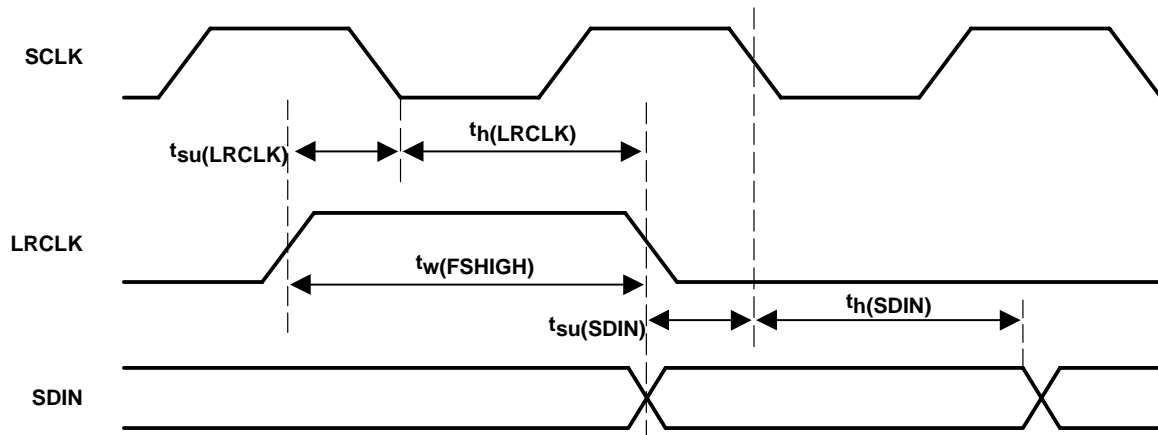 SCLK
th(LRCLK)
tsu(LRCLK)
LRCLK
tw(FSHIGH)
th(SDIN)
tsu(SDIN)
SDIN